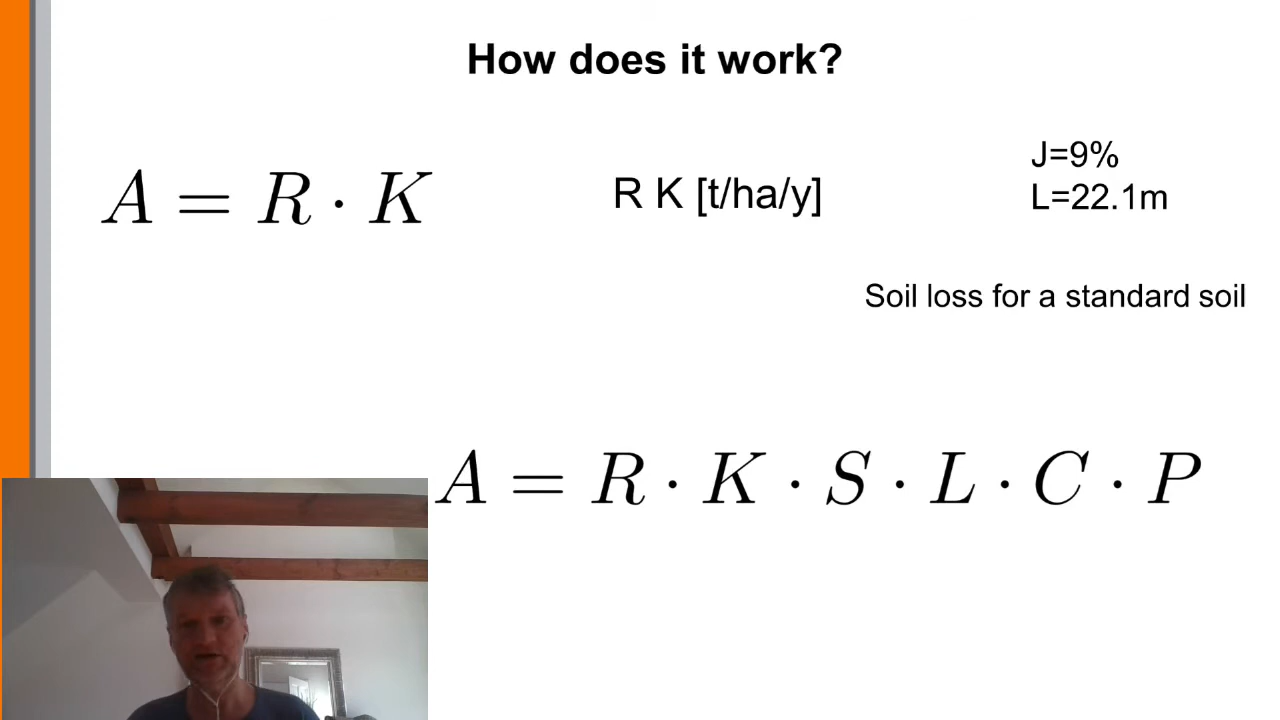 How does it work?
A = R · K
R K [t/ha/y]
J=9%
L=22.1m
Soil loss for a standard soil
A = R · K · S · L · C · P